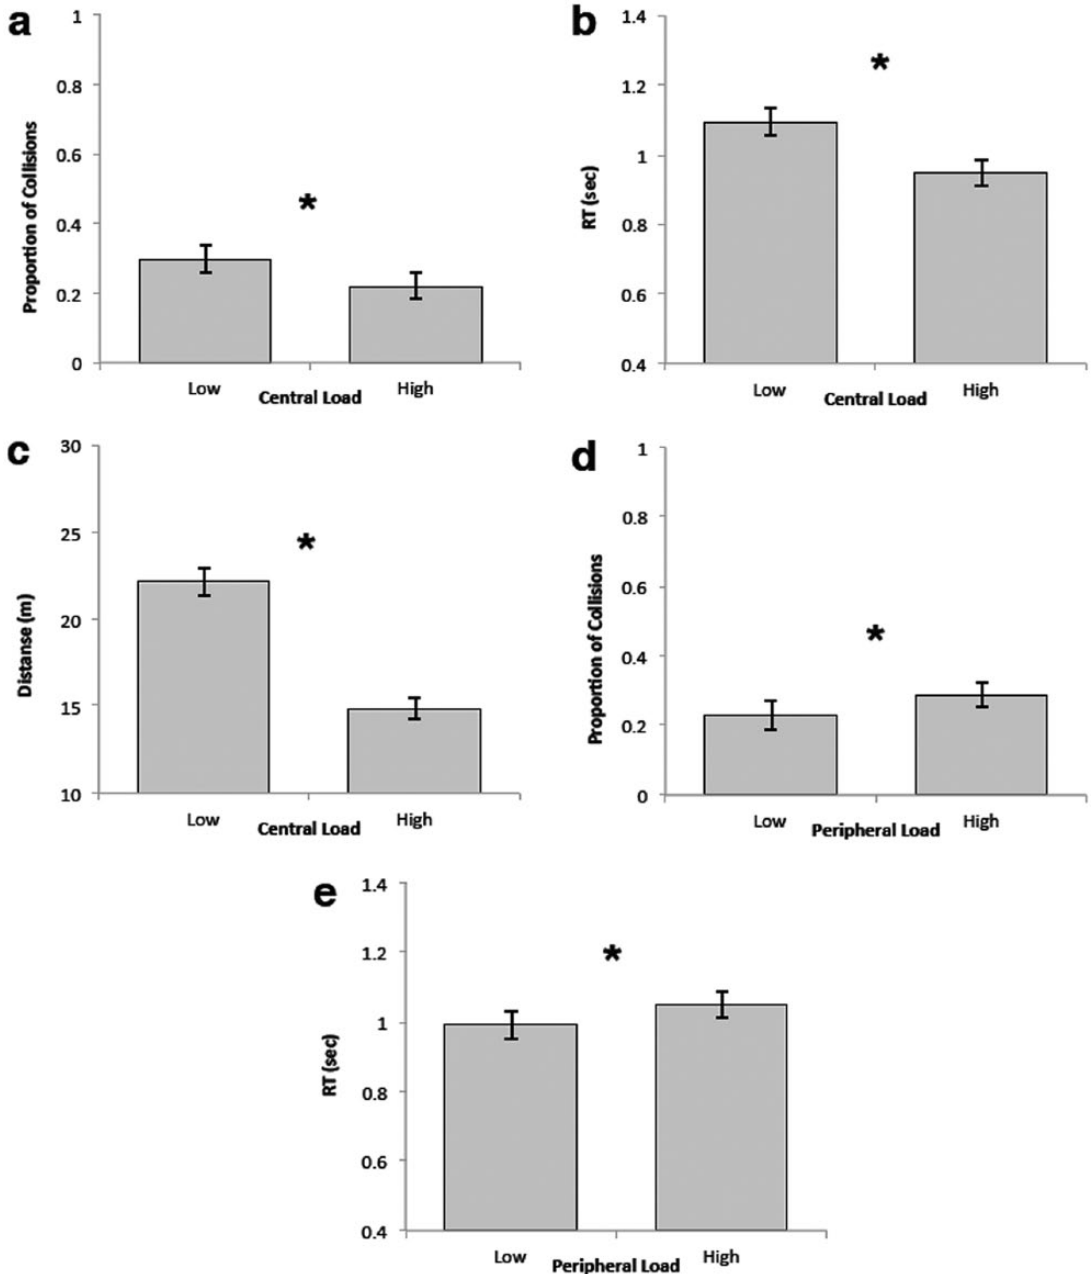 a
1
0.8
0.6
0.4
0.2
0
Proportion of Collisions
*
Low
High
Central Load
b
1.4
1.2
1
0.8
0.6
0.4
RT (sec)
*
Low
High
Central Load
c
30
25
20
15
10
Distanse (m)
*
Low
High
Central Load
d
1
0.8
0.6
0.4
0.2
0
Proportion of Collisions
*
Low
High
Peripheral Load
e
1.4
1.2
1
0.8
0.6
0.4
RT (sec)
*
Low
High
Peripheral Load